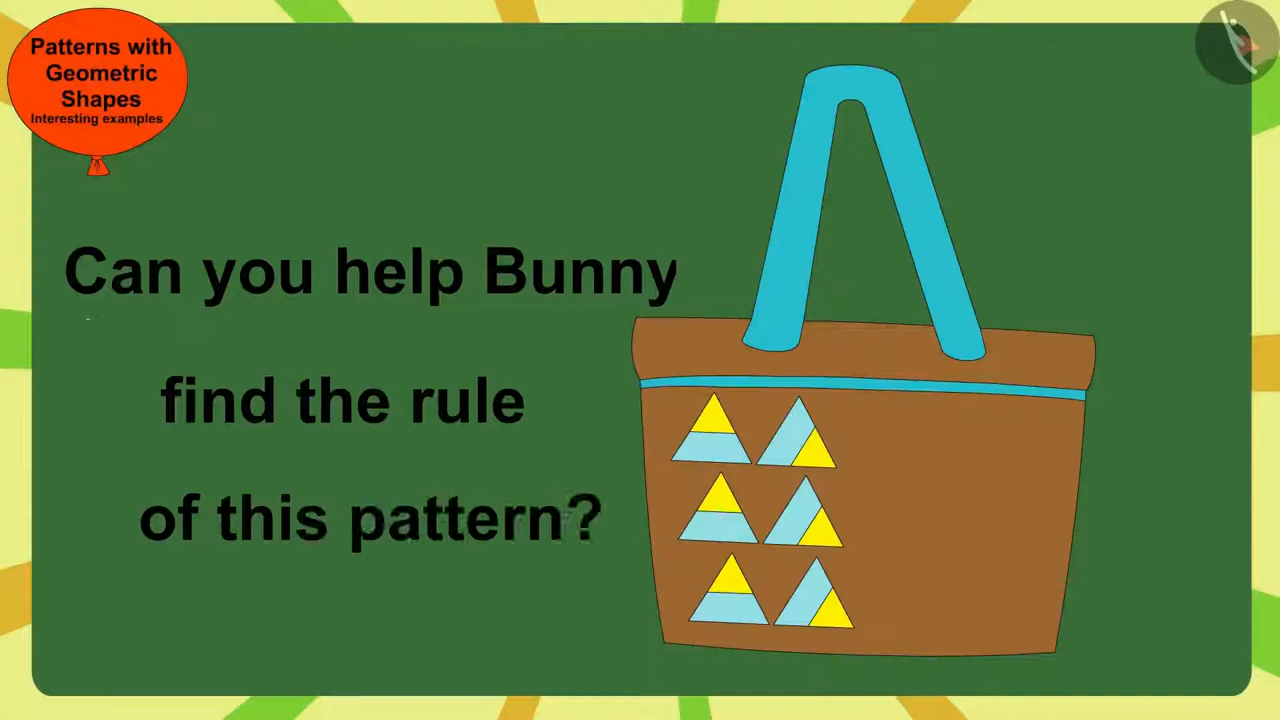 Patterns with
Geometric
Shapes
Interesting examples
Can you help Bunny
find the rule
of this pattern?